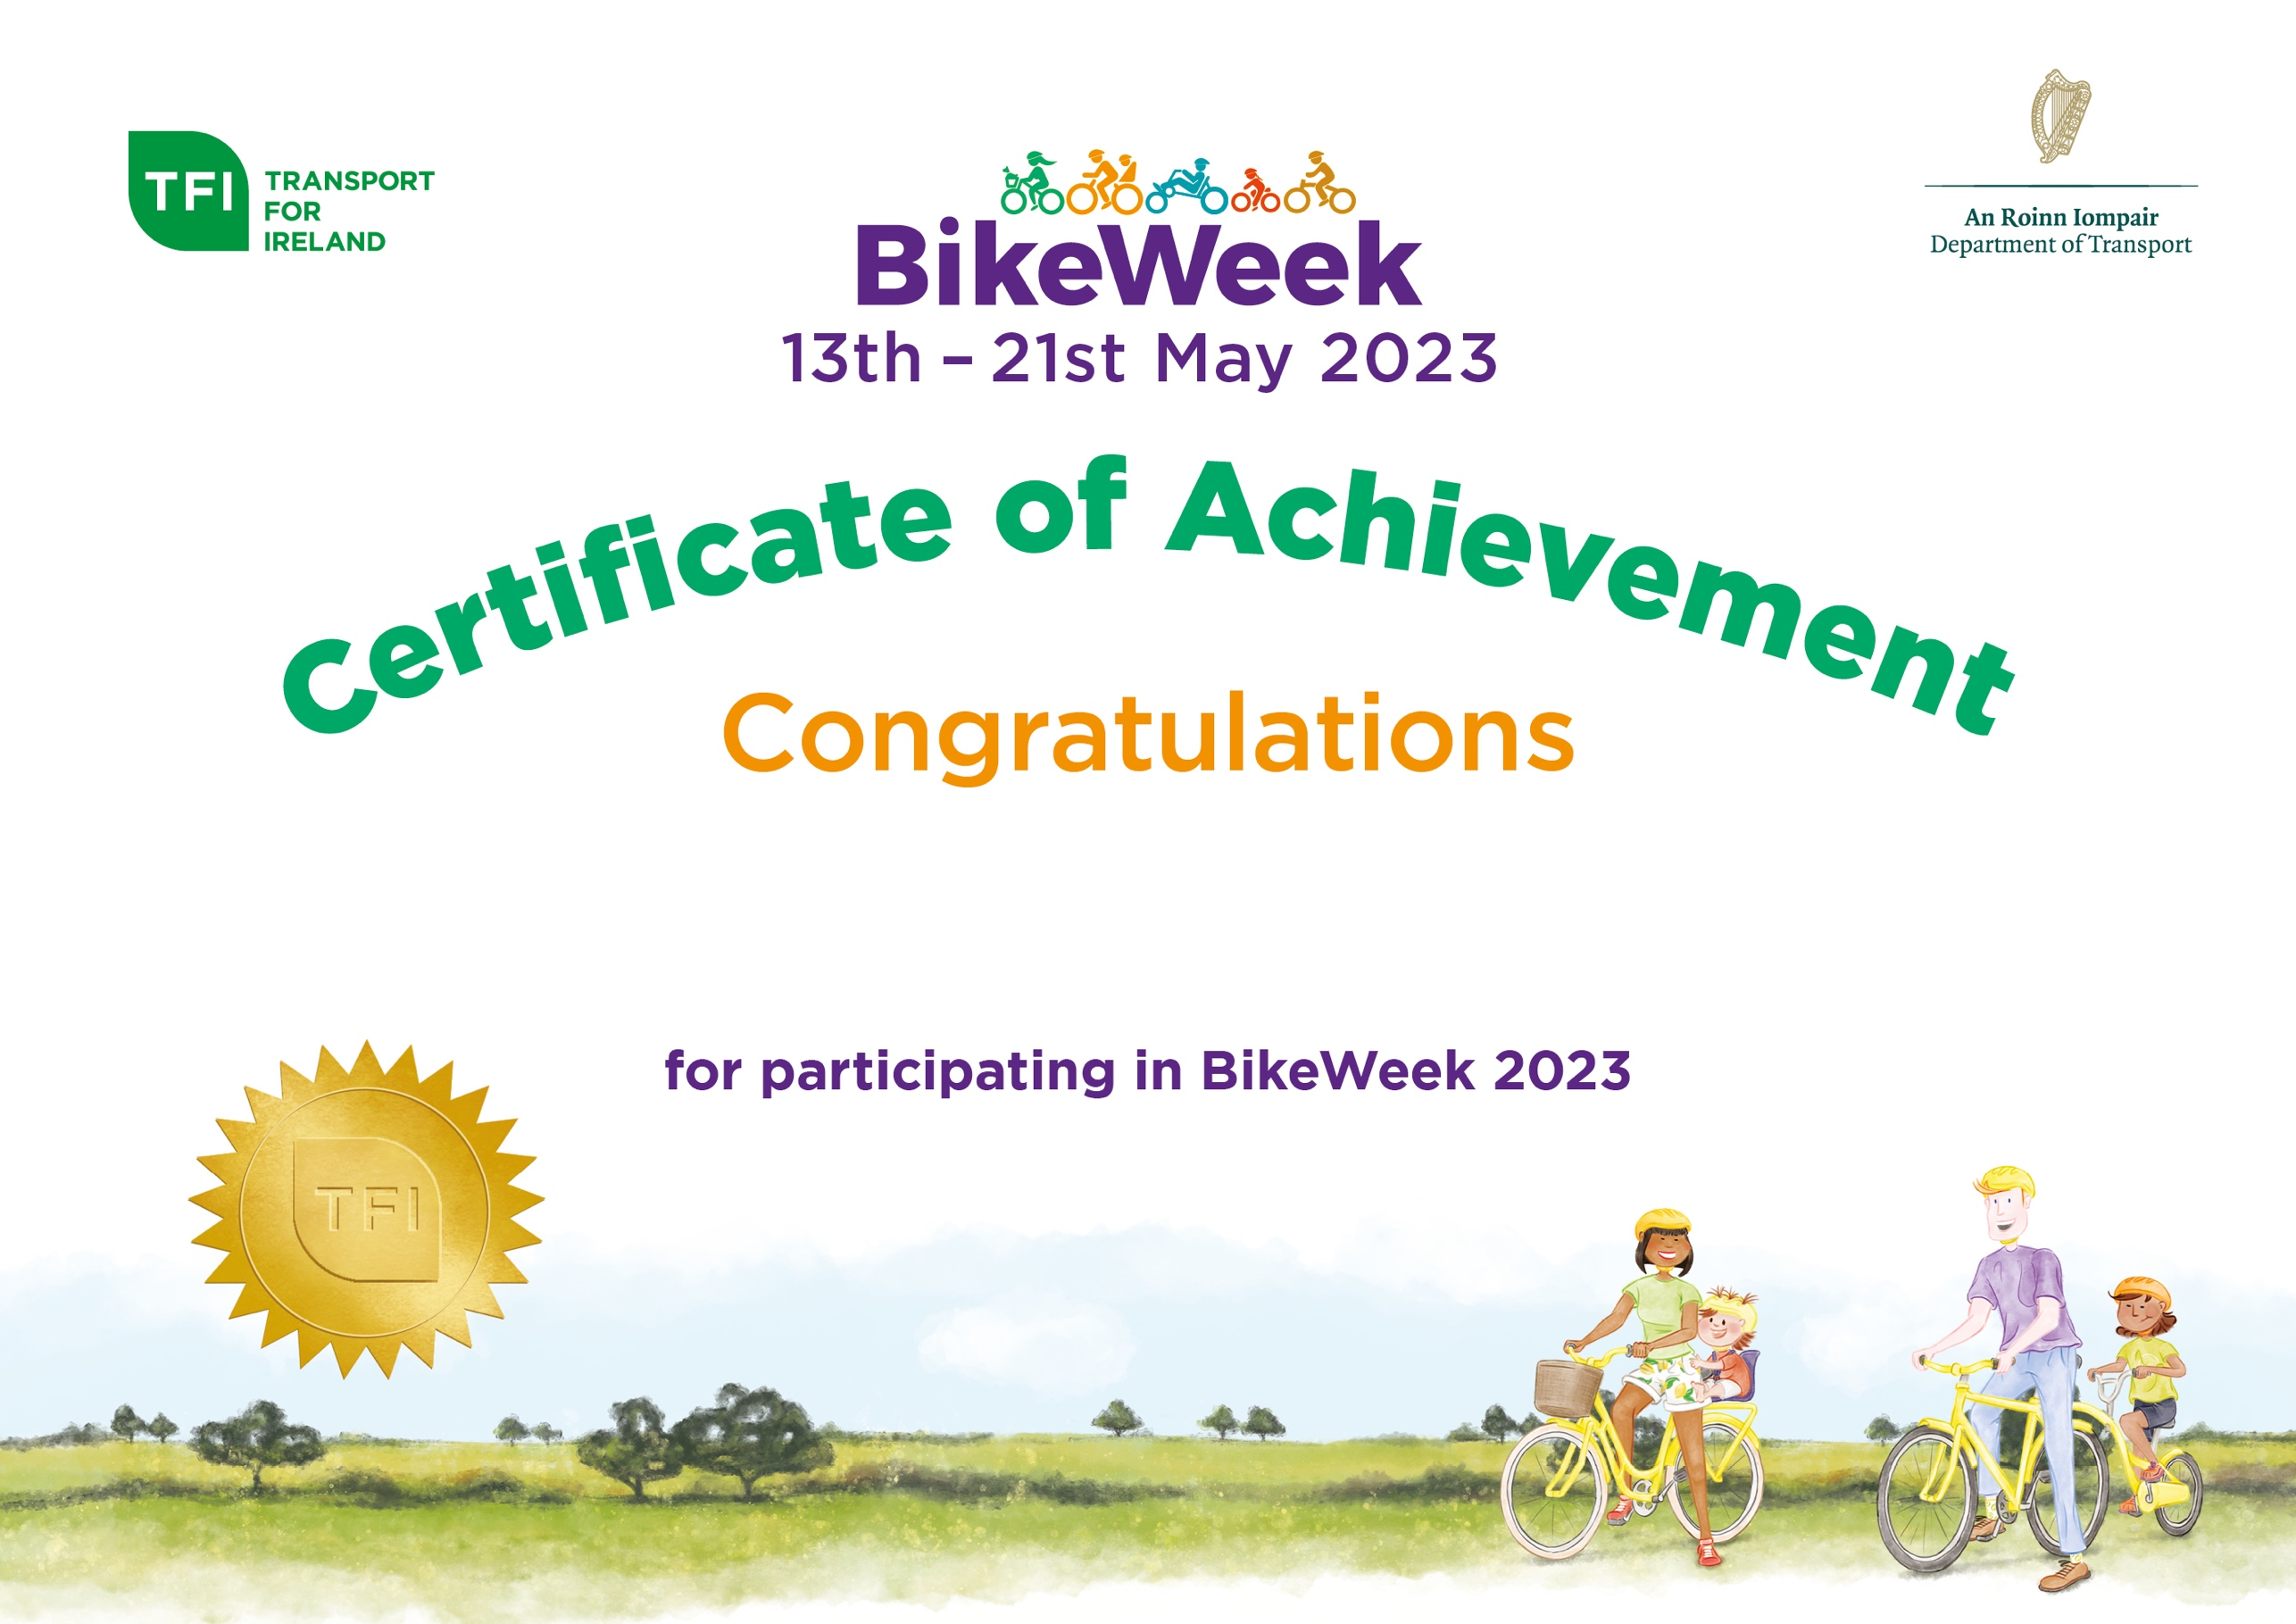 TFI
TRANSPORT
FOR
IRELAND
An Roinn Iompair
Department of Transport
BikeWeek
13th – 21st May 2023
Certificate of Achievement
Congratulations
for participating in BikeWeek 2023
TFI